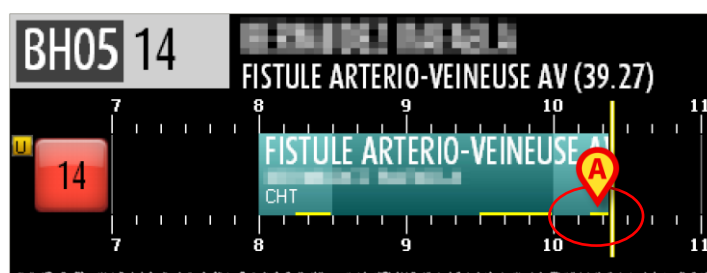 BH05 14
FISTULE ARTERIO-VEINEUSE AV (39.27)
7 8 9 10 11
U
14
FISTULE ARTERIO-VEINEUSE
A
CHT
7 8 9 10 11